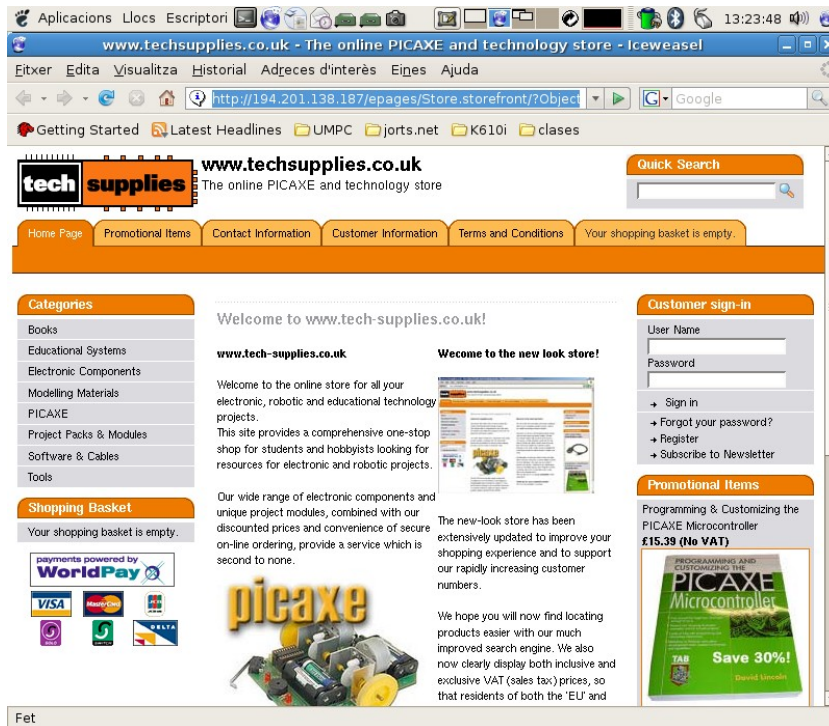 Aplicacions Llocs Escriptori
13:23:48
www.techsupplies.co.uk - The online PICAXE and technology store - Iceweasel
Fitxer Edita Visualitza Historial Adreces d'interès Eines Ajuda
http://194.201.138.187/epages/Store.storefront/?Object
G Google
Getting Started Latest Headlines UMPC jorts.net K610i clases
tech supplies
www.techsupplies.co.uk
The online PICAXE and technology store
Quick Search
Home Page Promotional Items Contact Information Customer Information Terms and Conditions Your shopping basket is empty.
Categories
Books
Educational Systems
Electronic Components
Modelling Materials
PICAXE
Project Packs & Modules
Software & Cables
Tools
Shopping Basket
Your shopping basket is empty.
payments powered by
WorldPay
VISA MasterCard JCB
SOLO SWITCH DELTA
Welcome to www.tech-supplies.co.uk!
www.tech-supplies.co.uk
Welcome to the online store for all your
electronic, robotic and educational technology
projects.
This site provides a comprehensive one-stop
shop for students and hobbyists looking for
resources for electronic and robotic projects.
Our wide range of electronic components and
unique project modules, combined with our
discounted prices and convenience of secure
on-line ordering, provide a service which is
second to none.
picaxe
Wecome to the new look store!
The new-look store has been
extensively updated to improve your
shopping experience and to support
our rapidly increasing customer
numbers.
We hope you will now find locating
products easier with our much
improved search engine. We also
now clearly display both inclusive and
exclusive VAT (sales tax) prices, so
that residents of both the 'EU' and
Customer sign-in
User Name
Password
Sign in
Forgot your password?
Register
Subscribe to Newsletter
Promotional Items
Programming & Customizing the
PICAXE Microcontroller
£15.39 (No VAT)
PROGRAMMING AND
CUSTOMIZING THE
PICAXE
Microcontroller
Save 30%!
TAB
David Lincoln
Fet